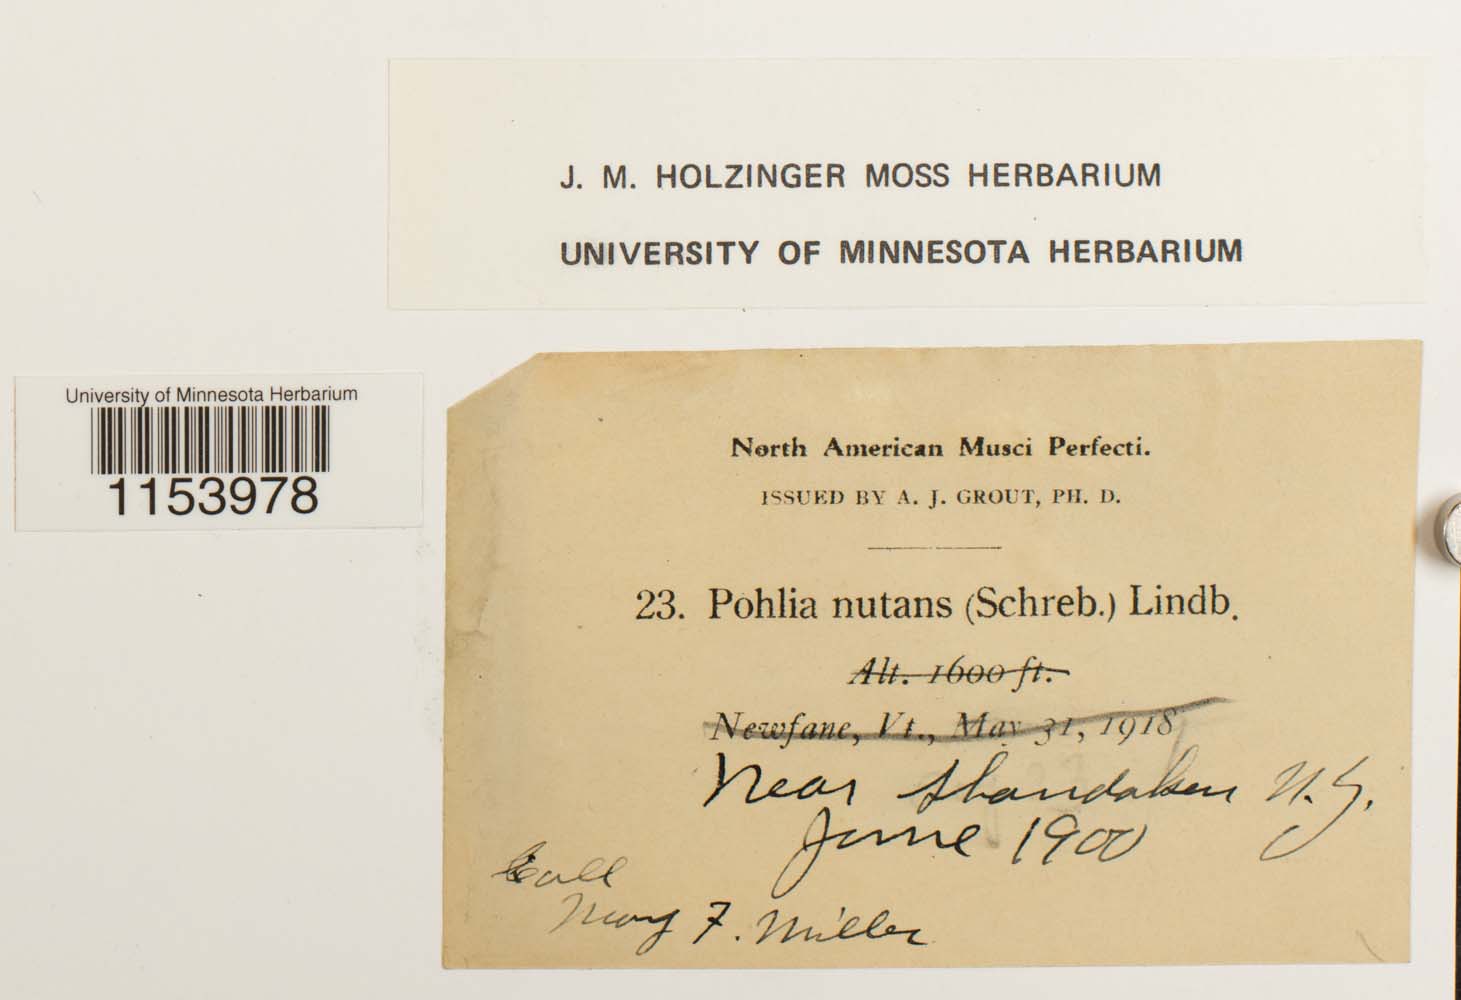 J. M. HOLZINGER MOSS HERBARIUM
UNIVERSITY OF MINNESOTA HERBARIUM
University of Minnesota Herbarium
1153978
North American Musci Perfecti.
ISSUED BY A. J. GROUT, PH. D.
23. Pohlia nutans (Schreb.) Lindb.
Alt. 1600 ft.
Newfane, Vt., May 31, 1918
Near Shandaken N.Y.
June 1900
Coll
Mary F. Miller